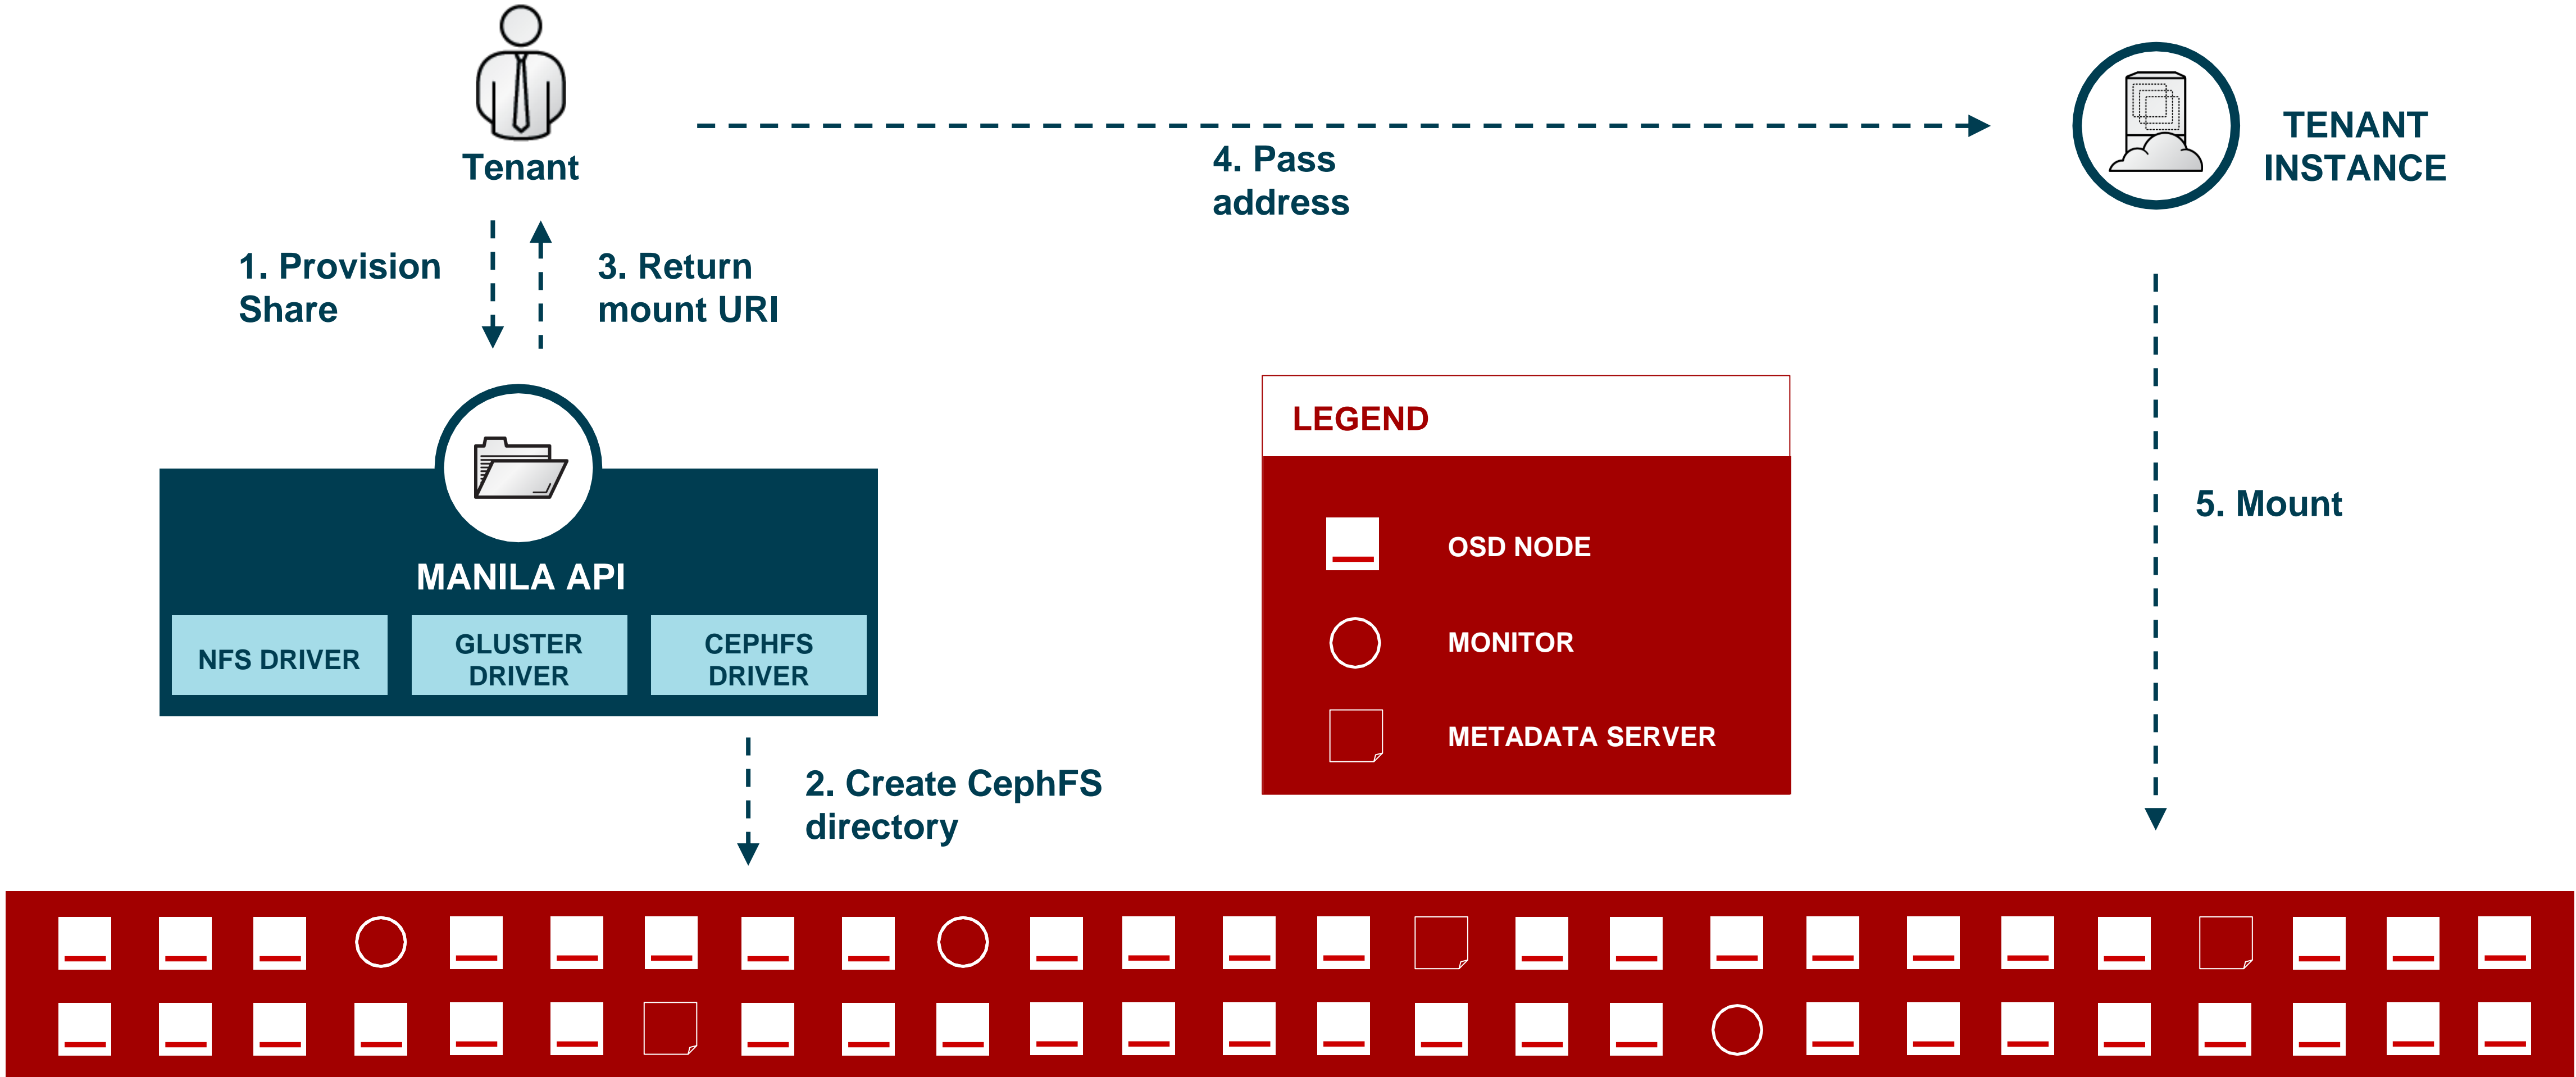 Tenant
4. Pass
address
TENANT
INSTANCE
1. Provision
Share
3. Return
mount URI
LEGEND
OSD NODE
MONITOR
METADATA SERVER
5. Mount
MANILA API
NFS DRIVER
GLUSTER
DRIVER
CEPHFS
DRIVER
2. Create CephFS
directory